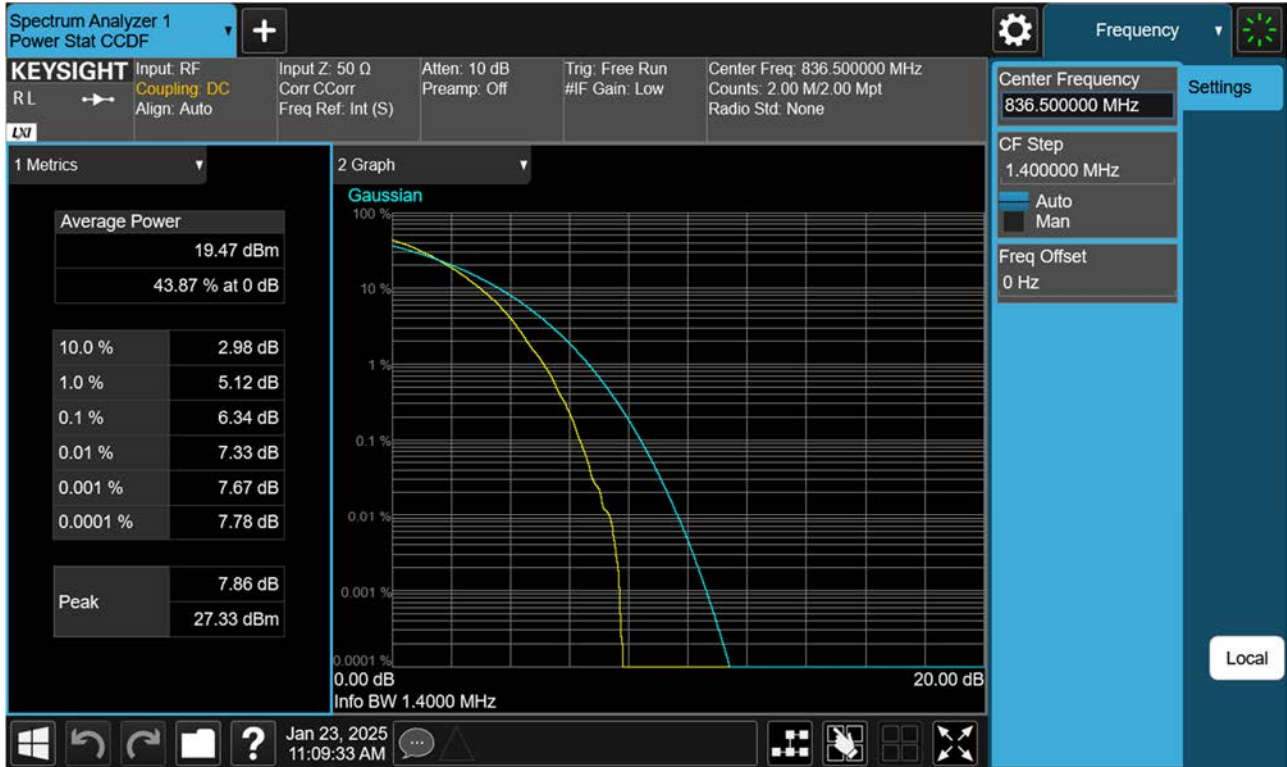 Spectrum Analyzer 1
Power Stat CCDF
Frequency
KEYSIGHT
R L
LXI
Input: RF
Coupling: DC
Align: Auto
Input Z: 50 Ω
Corr CCorr
Freq Ref: Int (S)
Atten: 10 dB
Preamp: Off
Trig: Free Run
#IF Gain: Low
Center Freq: 836.500000 MHz
Counts: 2.00 M/2.00 Mpt
Radio Std: None
1 Metrics
Average Power
19.47 dBm
43.87 % at 0 dB
10.0 % 2.98 dB
1.0 % 5.12 dB
0.1 % 6.34 dB
0.01 % 7.33 dB
0.001 % 7.67 dB
0.0001 % 7.78 dB
Peak
7.86 dB
27.33 dBm
2 Graph
Gaussian
100 %
10 %
1 %
0.1 %
0.01 %
0.001 %
0.0001 %
0.00 dB 20.00 dB
Info BW 1.4000 MHz
Center Frequency
836.500000 MHz
CF Step
1.400000 MHz
Auto
Man
Freq Offset
0 Hz
Settings
Local
?
Jan 23, 2025
11:09:33 AM